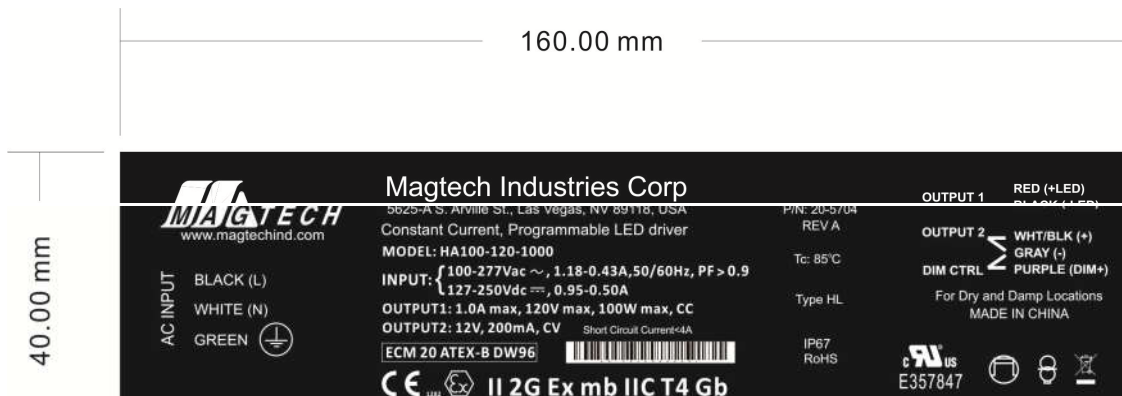 160.00 mm
40.00 mm
MAGTECH
www.magtechind.com
AC INPUT
BLACK (L)
WHITE (N)
GREEN
Magtech Industries Corp
5625-A S. Arville St., Las Vegas, NV 89118, USA
Constant Current, Programmable LED driver
MODEL: HA100-120-1000
INPUT: 100-277Vac ~, 1.18-0.43A,50/60Hz, PF > 0.9
127-250Vdc ⎓, 0.95-0.50A
OUTPUT1: 1.0A max, 120V max, 100W max, CC
OUTPUT2: 12V, 200mA, CV
Short Circuit Current<4A
ECM 20 ATEX-B DW96
CE Ex II 2G Ex mb IIC T4 Gb
P/N: 20-5704
REV A
Tc: 85℃
Type HL
IP67
RoHS
OUTPUT 1
RED (+LED)
BLACK (-LED)
OUTPUT 2
WHT/BLK (+)
GRAY (-)
DIM CTRL
PURPLE (DIM+)
For Dry and Damp Locations
MADE IN CHINA
c RU US
E357847